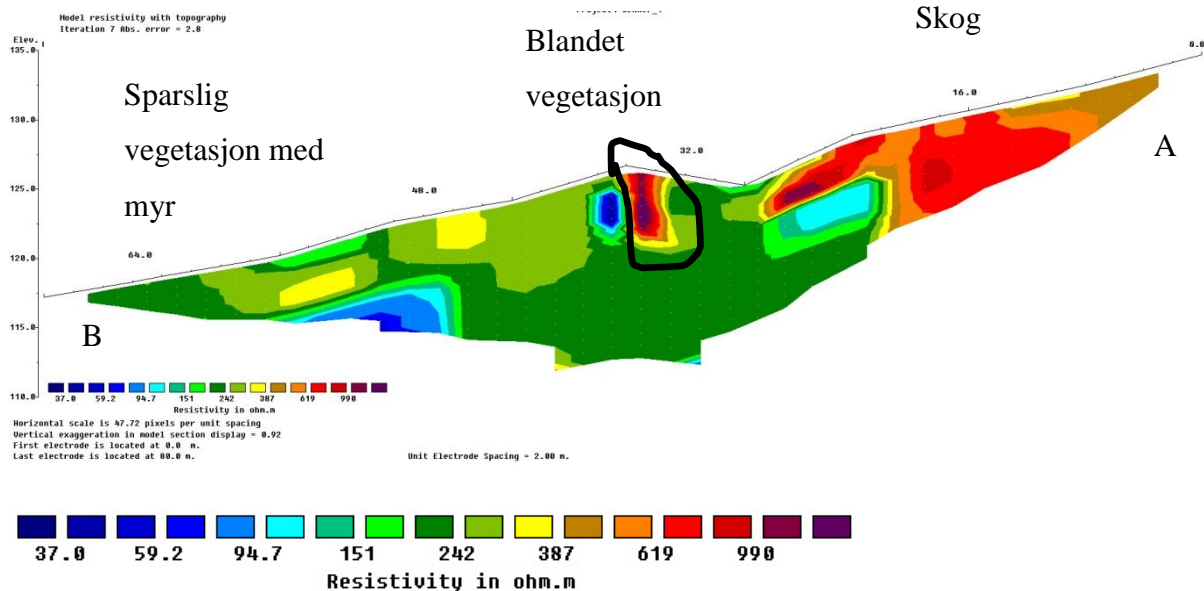 Model resistivity with topography
Iteration 7 Abs. error = 2.8
Elev.
135.0
130.0
125.0
120.0
115.0
110.0
0.0
16.0
32.0
48.0
64.0
Sparslig
vegetasjon med
myr
Blandet
vegetasjon
Skog
A
B
37.0 59.2 94.7 151 242 387 619 990
Resistivity in ohm.m
Horizontal scale is 47.72 pixels per unit spacing
Vertical exaggeration in model section display = 0.92
First electrode is located at 0.0 m.
Last electrode is located at 80.0 m.
Unit Electrode Spacing = 2.00 m.
37.0 59.2 94.7 151 242 387 619 990
Resistivity in ohm.m